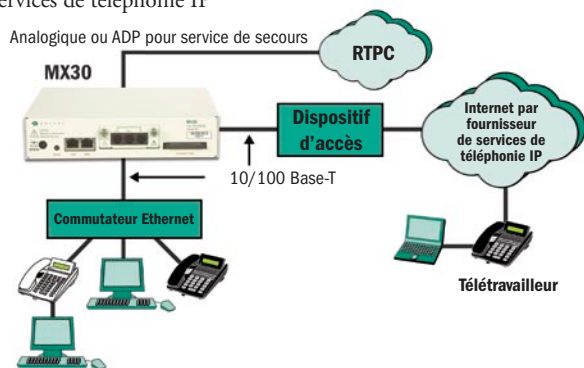 services de téléphonie IP
Analogique ou ADP pour service de secours
RTPC
MX30
Dispositif
d'accès
Internet par
fournisseur
de services de
téléphonie IP
10/100 Base-T
Commutateur Ethernet
Télétravailleur